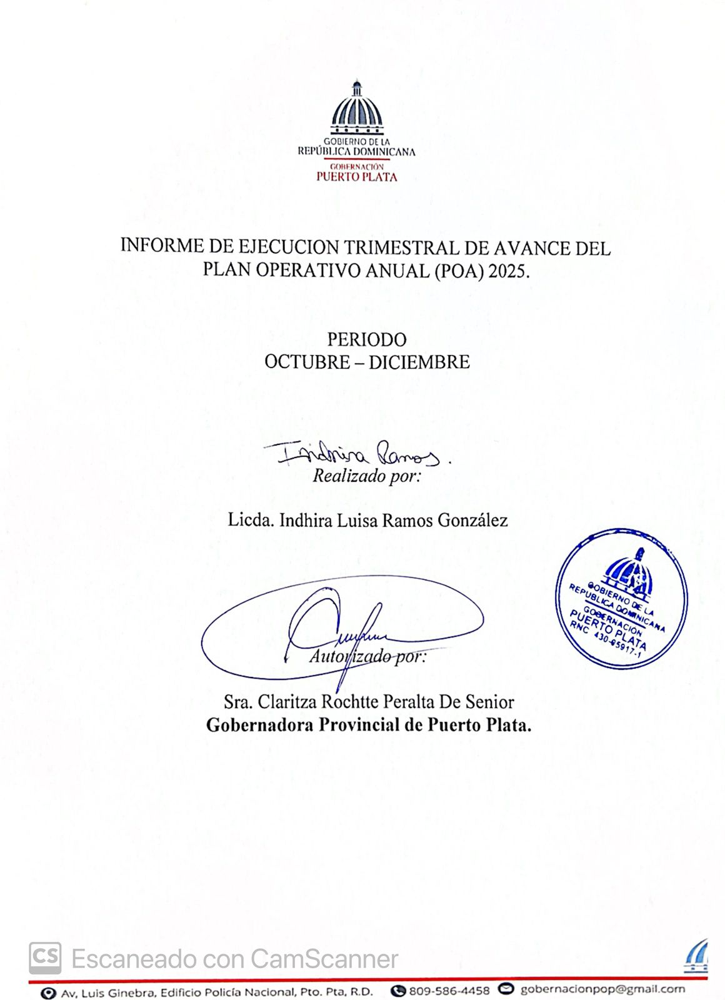 GOBIERNO DE LA
REPÚBLICA DOMINICANA
GOBERNACIÓN
PUERTO PLATA
INFORME DE EJECUCION TRIMESTRAL DE AVANCE DEL
PLAN OPERATIVO ANUAL (POA) 2025.
PERIODO
OCTUBRE – DICIEMBRE
Indhira Ramos.
Realizado por:
Licda. Indhira Luisa Ramos González
GOBIERNO DE LA
REPUBLICA DOMINICANA
GOBERNACION
PUERTO PLATA
RNC 430-05917-1
Autorizado por:
Sra. Claritza Rochtte Peralta De Senior
Gobernadora Provincial de Puerto Plata.
CS Escaneado con CamScanner
Av, Luis Ginebra, Edificio Policía Nacional, Pto. Pta, R.D. 809-586-4458 gobernacionpop@gmail.com